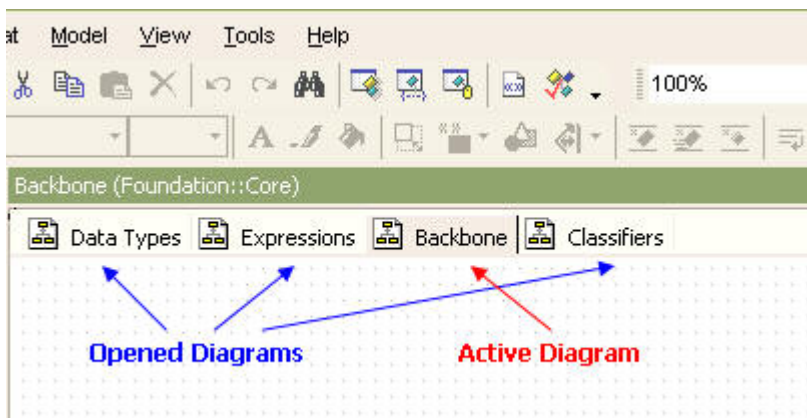 at Model View Tools Help
100%
A
Backbone (Foundation::Core)
Data Types Expressions Backbone Classifiers
Opened Diagrams Active Diagram